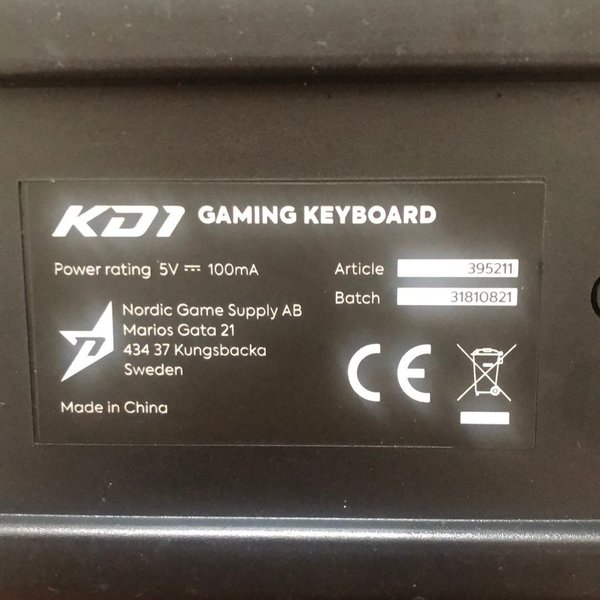 KD1 GAMING KEYBOARD
Power rating 5V ⎓ 100mA
Article 395211
Batch 31810821
Nordic Game Supply AB
Marios Gata 21
434 37 Kungsbacka
Sweden
CE
Made in China